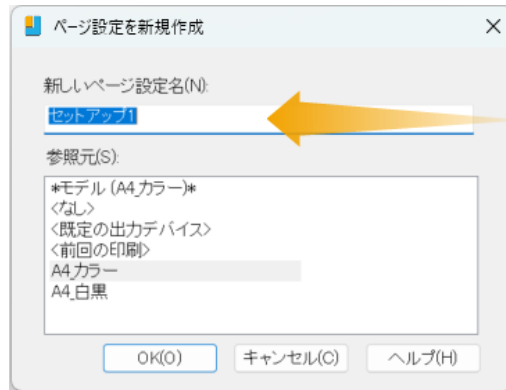 ページ設定を新規作成
新しいページ設定名(N):
セットアップ1
参照元(S):
*モデル (A4_カラー)*
<なし>
<既定の出力デバイス>
<前回の印刷>
A4_カラー
A4_白黒
OK(O) キャンセル(C) ヘルプ(H)